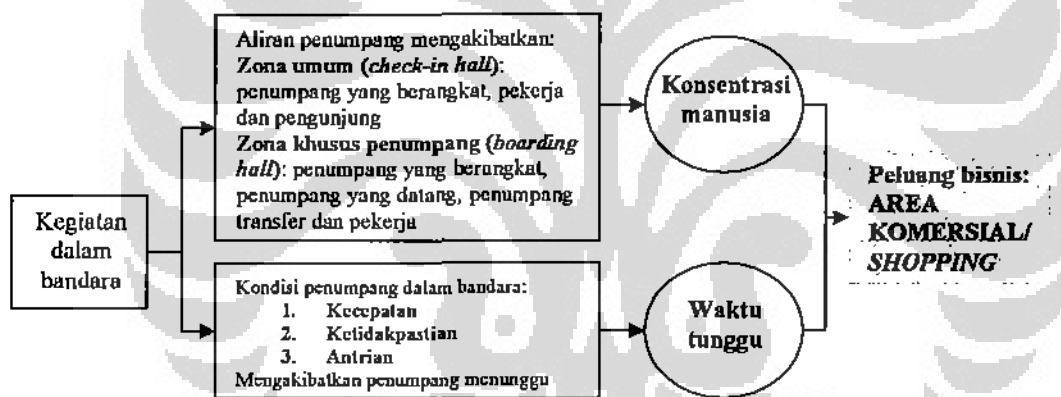 Kegiatan
dalam
bandara
Aliran penumpang mengakibatkan:
Zona umum (check-in hall):
penumpang yang berangkat, pekerja
dan pengunjung
Zona khusus penumpang (boarding
hall): penumpang yang berangkat,
penumpang yang datang, penumpang
transfer dan pekerja
Konsentrasi
manusia
Kondisi penumpang dalam bandara:
1. Kecepatan
2. Ketidakpastian
3. Antrian
Mengakibatkan penumpang menunggu
Waktu
tunggu
Peluang bisnis:
AREA
KOMERSIAL/
SHOPPING